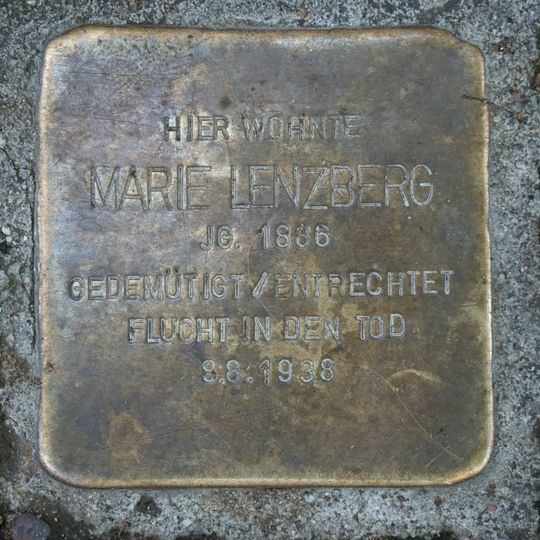 HIER WOHNTE
MARIE LENZBERG
JG. 1886
GEDEMÜTIGT/ENTRECHTET
FLUCHT IN DEN TOD
8.8.1938